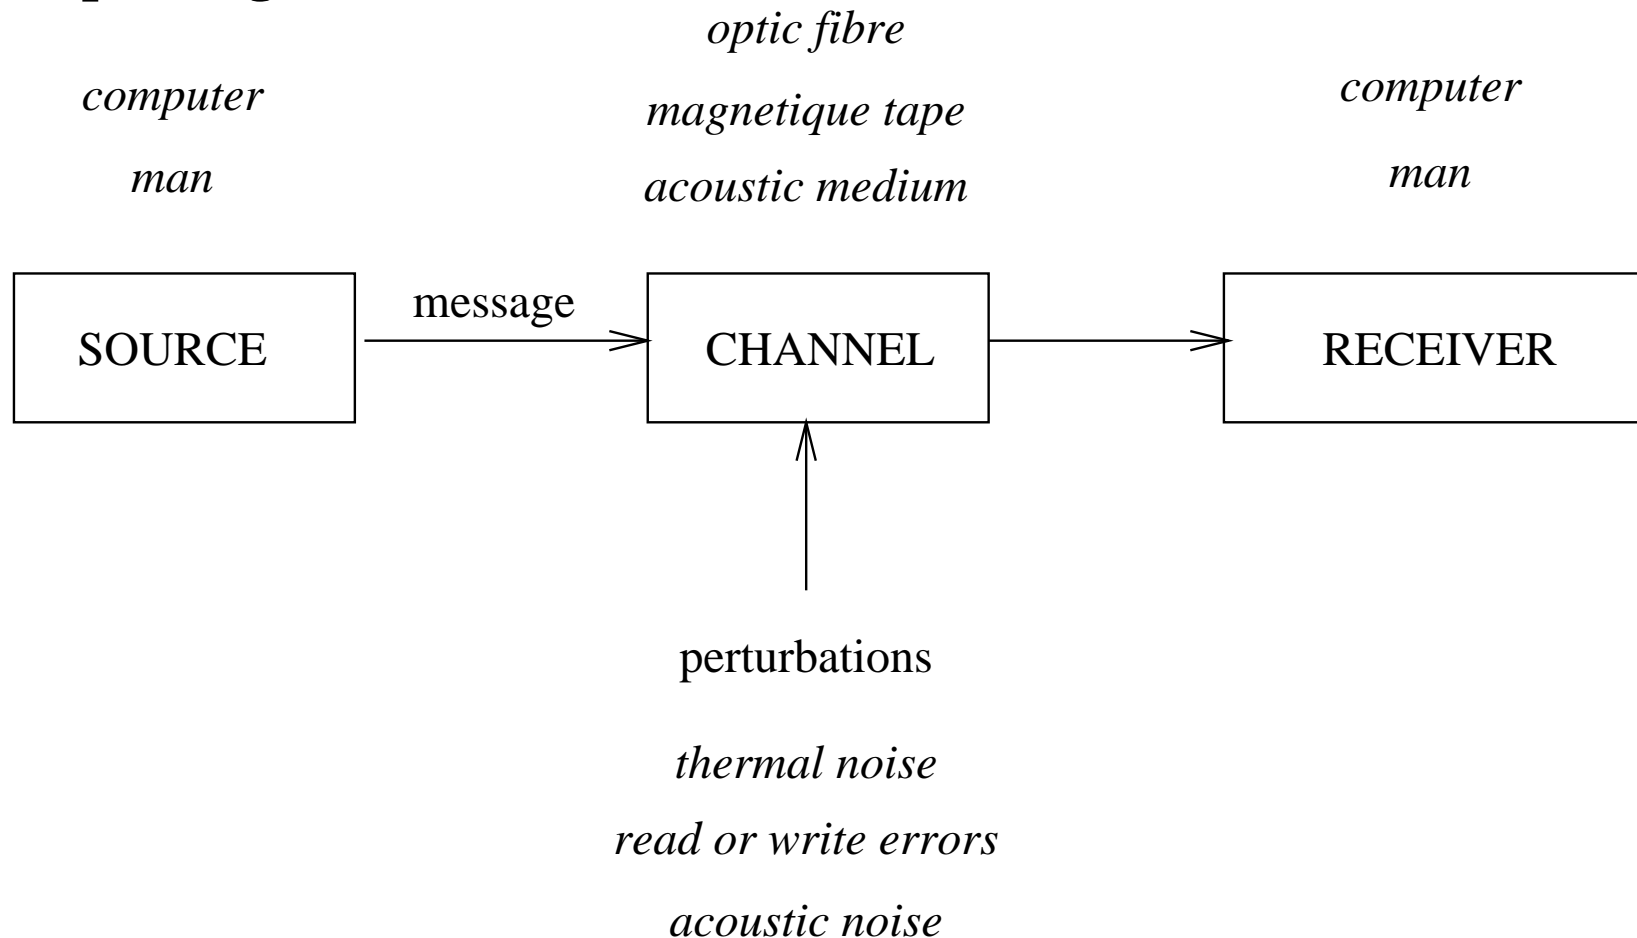 optic fibre
computer
magnetique tape
computer
man
acoustic medium
man
message
SOURCE
CHANNEL
RECEIVER
perturbations
thermal noise
read or write errors
acoustic noise